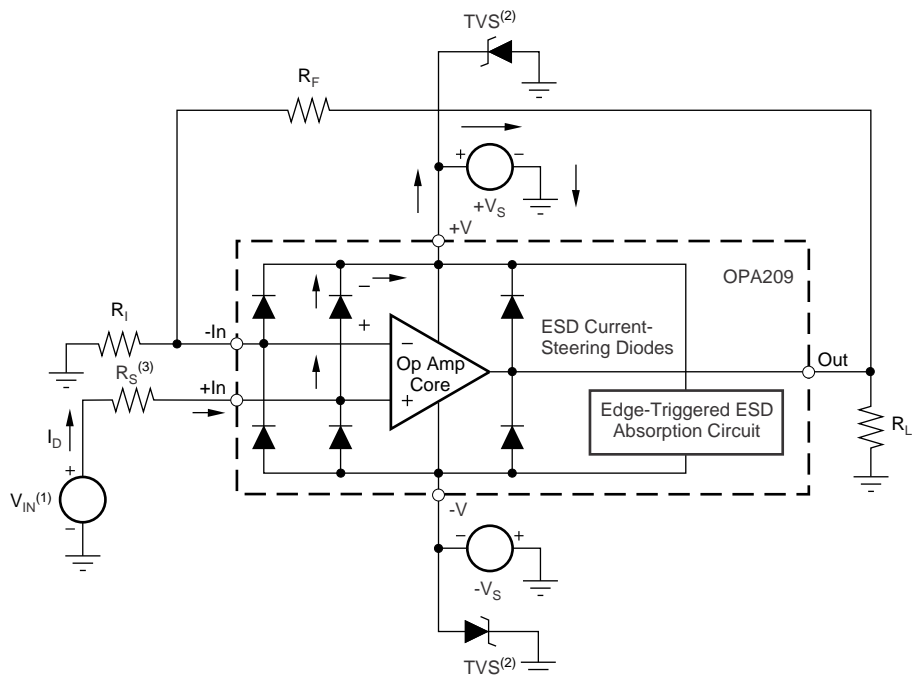 TVS(2)
RF
+ −
+VS
+V
OPA209
−
+
RI
-In
ESD Current-
Steering Diodes
−
Op Amp
Core
+
Out
RS(3)
+In
Edge-Triggered ESD
Absorption Circuit
RL
ID
+
VIN(1)
−
-V
− +
-VS
TVS(2)